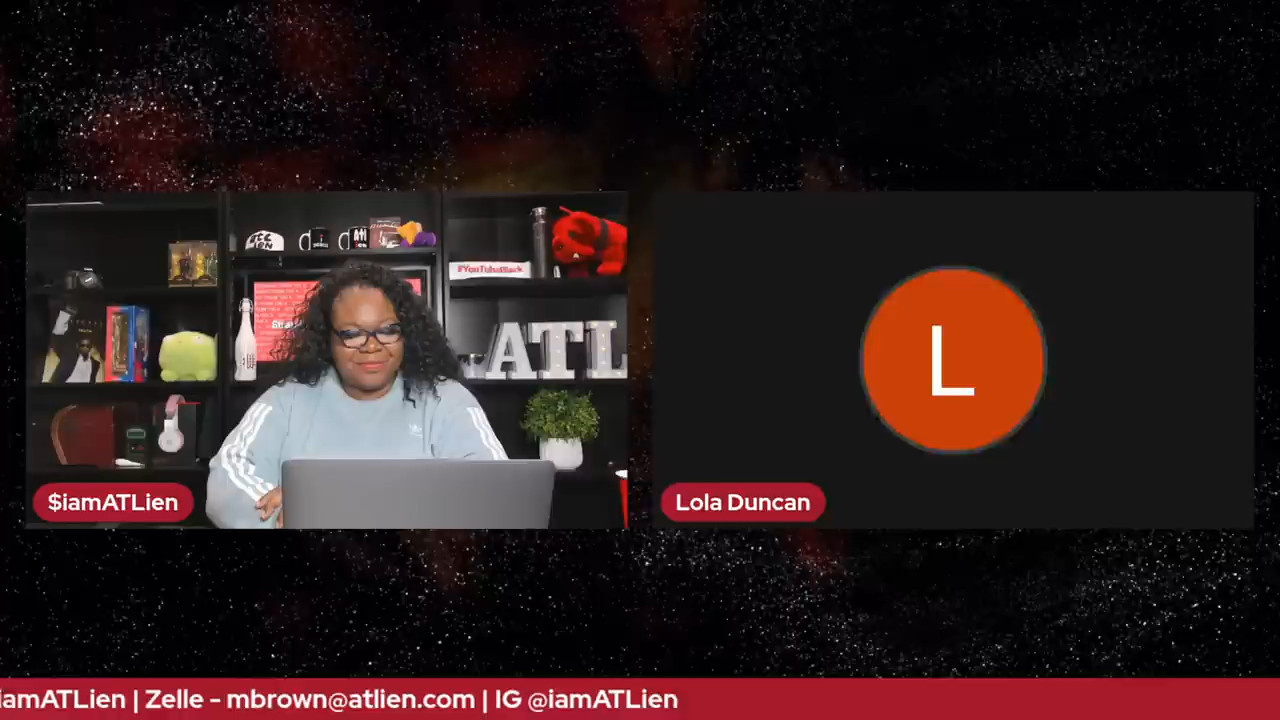 #YouTubeBlack
ATL
L
$iamATLien
Lola Duncan
iamATLien | Zelle - mbrown@atlien.com | IG @iamATLien